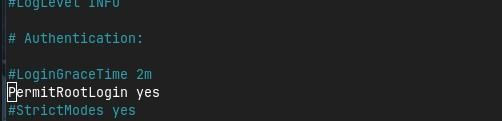 #LogLevel INFO
# Authentication:
#LoginGraceTime 2m
PermitRootLogin yes
#StrictModes yes